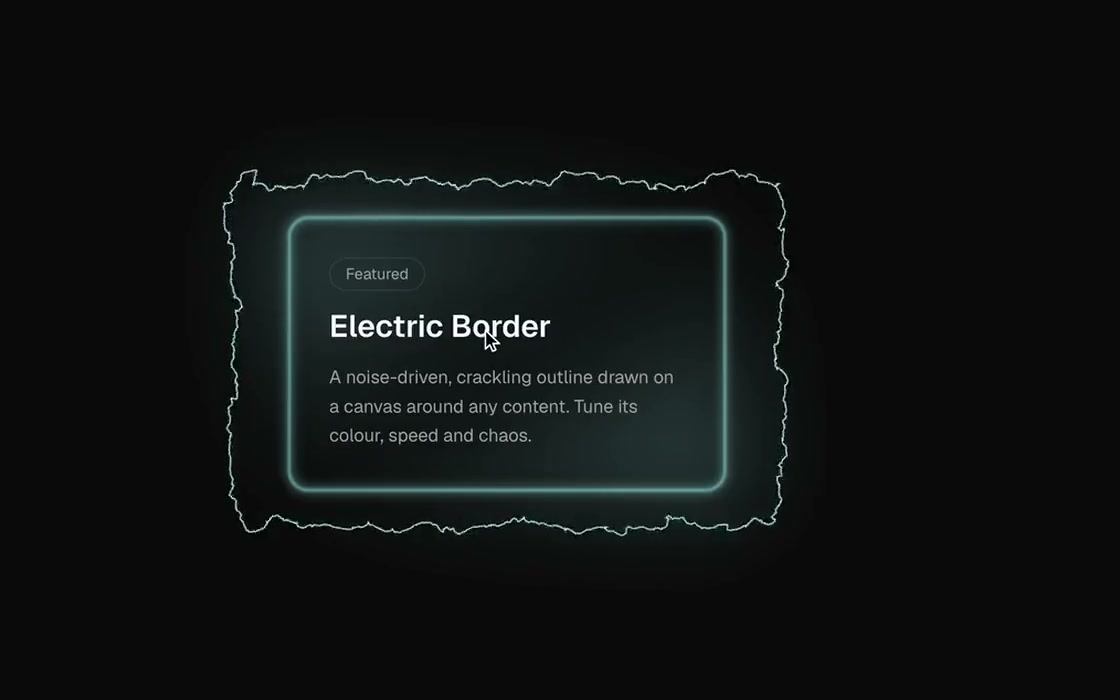 Featured
Electric Border
A noise-driven, crackling outline drawn on
a canvas around any content. Tune its
colour, speed and chaos.